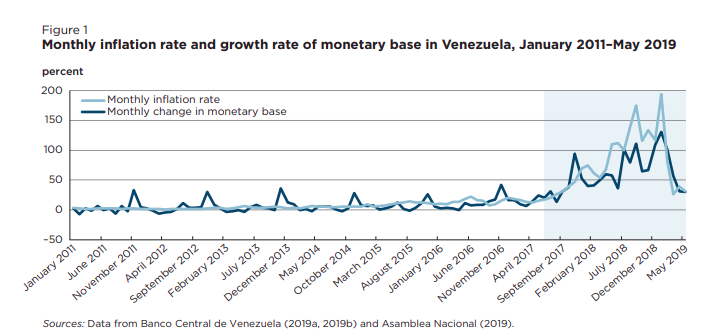 Figure 1
Monthly inflation rate and growth rate of monetary base in Venezuela, January 2011–May 2019
percent
200
150
100
50
0
−50
Monthly inflation rate
Monthly change in monetary base
January 2011
June 2011
November 2011
April 2012
September 2012
February 2013
July 2013
December 2013
May 2014
October 2014
March 2015
August 2015
January 2016
June 2016
November 2016
April 2017
September 2017
February 2018
July 2018
December 2018
May 2019
Sources: Data from Banco Central de Venezuela (2019a, 2019b) and Asamblea Nacional (2019).